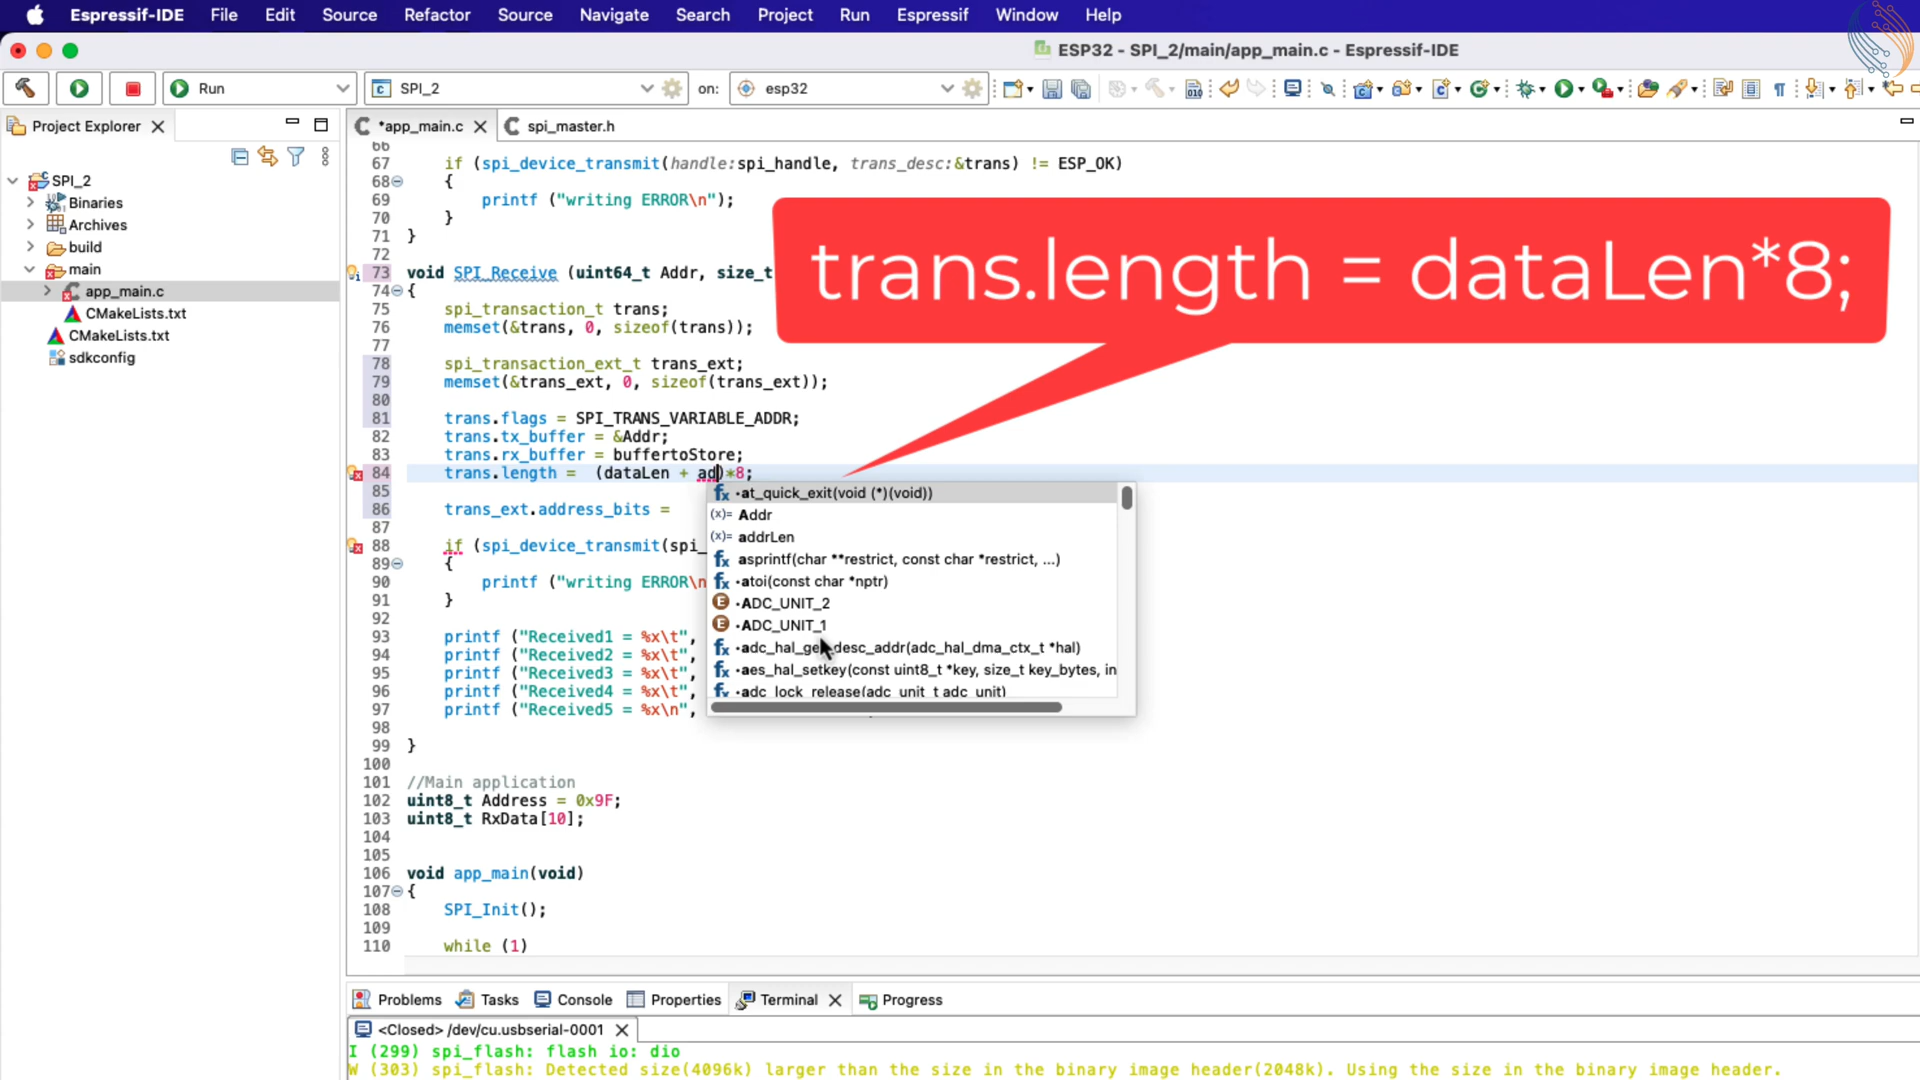 Espressif-IDE File Edit Source Refactor Source Navigate Search Project Run Espressif Window Help
ESP32 - SPI_2/main/app_main.c - Espressif-IDE
Run SPI_2 on: esp32
Project Explorer
*app_main.c spi_master.h
SPI_2
Binaries
Archives
build
main
app_main.c
CMakeLists.txt
CMakeLists.txt
sdkconfig
66
67 if (spi_device_transmit(handle:spi_handle, trans_desc:&trans) != ESP_OK)
68 {
69 printf ("writing ERROR\n");
70 }
71 }
72
73 void SPI_Receive (uint64_t Addr, size_t
74 {
75 spi_transaction_t trans;
76 memset(&trans, 0, sizeof(trans));
77
78 spi_transaction_ext_t trans_ext;
79 memset(&trans_ext, 0, sizeof(trans_ext));
80
81 trans.flags = SPI_TRANS_VARIABLE_ADDR;
82 trans.tx_buffer = &Addr;
83 trans.rx_buffer = buffertoStore;
84 trans.length = (dataLen + ad)*8;
85
86 trans_ext.address_bits =
87
88 if (spi_device_transmit(spi_
89 {
90 printf ("writing ERROR\n
91 }
92
93 printf ("Received1 = %x\t",
94 printf ("Received2 = %x\t",
95 printf ("Received3 = %x\t",
96 printf ("Received4 = %x\t",
97 printf ("Received5 = %x\n",
98
99 }
100
101 //Main application
102 uint8_t Address = 0x9F;
103 uint8_t RxData[10];
104
105
106 void app_main(void)
107 {
108 SPI_Init();
109
110 while (1)
trans.length = dataLen*8;
at_quick_exit(void (*)(void))
Addr
addrLen
asprintf(char **restrict, const char *restrict, ...)
atoi(const char *nptr)
ADC_UNIT_2
ADC_UNIT_1
adc_hal_get_desc_addr(adc_hal_dma_ctx_t *hal)
aes_hal_setkey(const uint8_t *key, size_t key_bytes, in
adc_lock_release(adc_unit_t adc_unit)
Problems Tasks Console Properties Terminal Progress
<Closed> /dev/cu.usbserial-0001
I (299) spi_flash: flash io: dio
W (303) spi_flash: Detected size(4096k) larger than the size in the binary image header(2048k). Using the size in the binary image header.